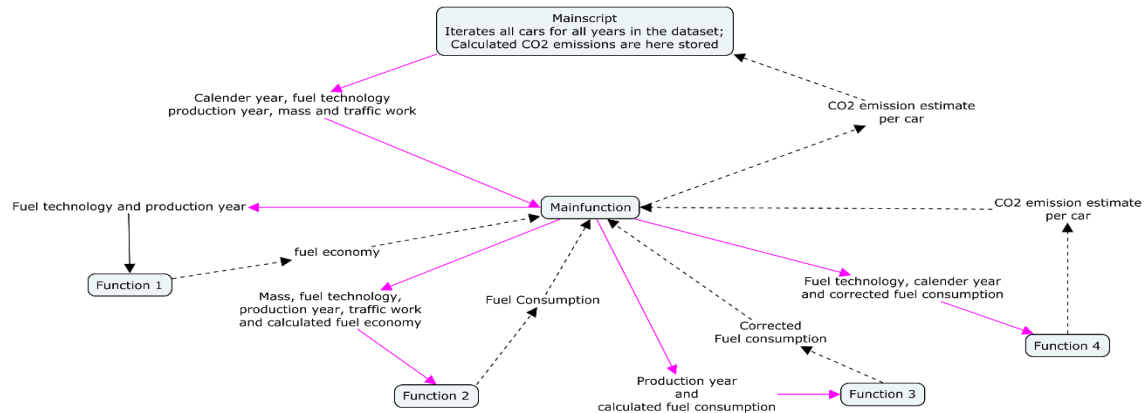 Mainscript
Iterates all cars for all years in the dataset;
Calculated CO2 emissions are here stored
Calender year, fuel technology
production year, mass and traffic work
CO2 emission estimate
per car
Fuel technology and production year
Mainfunction
CO2 emission estimate
per car
fuel economy
Function 1
Mass, fuel technology,
production year, traffic work
and calculated fuel economy
Fuel Consumption
Fuel technology, calender year
and corrected fuel consumption
Corrected
Fuel consumption
Function 4
Function 2
Production year
and
calculated fuel consumption
Function 3